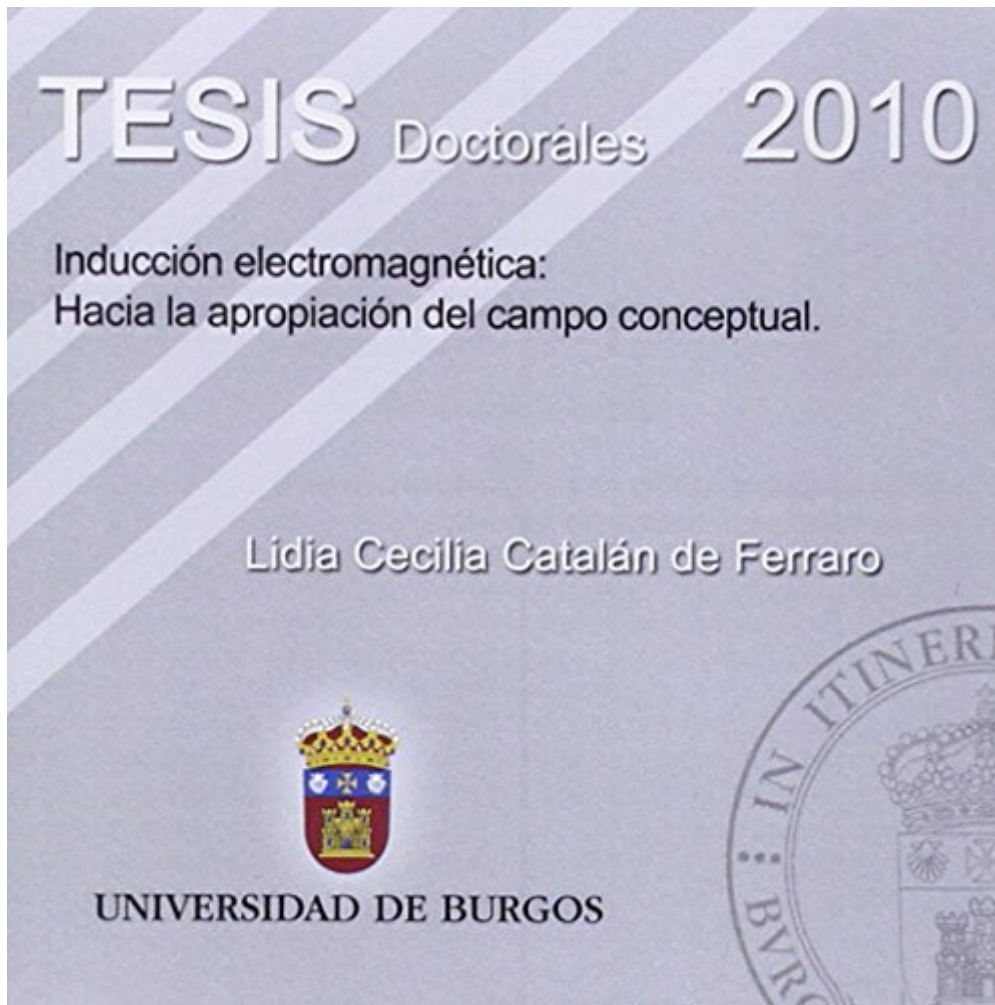 TESIS Doctorales 2010
Inducción electromagnética:
Hacia la apropiación del campo conceptual.
Lidia Cecilia Catalán de Ferraro
UNIVERSIDAD DE BURGOS
IN